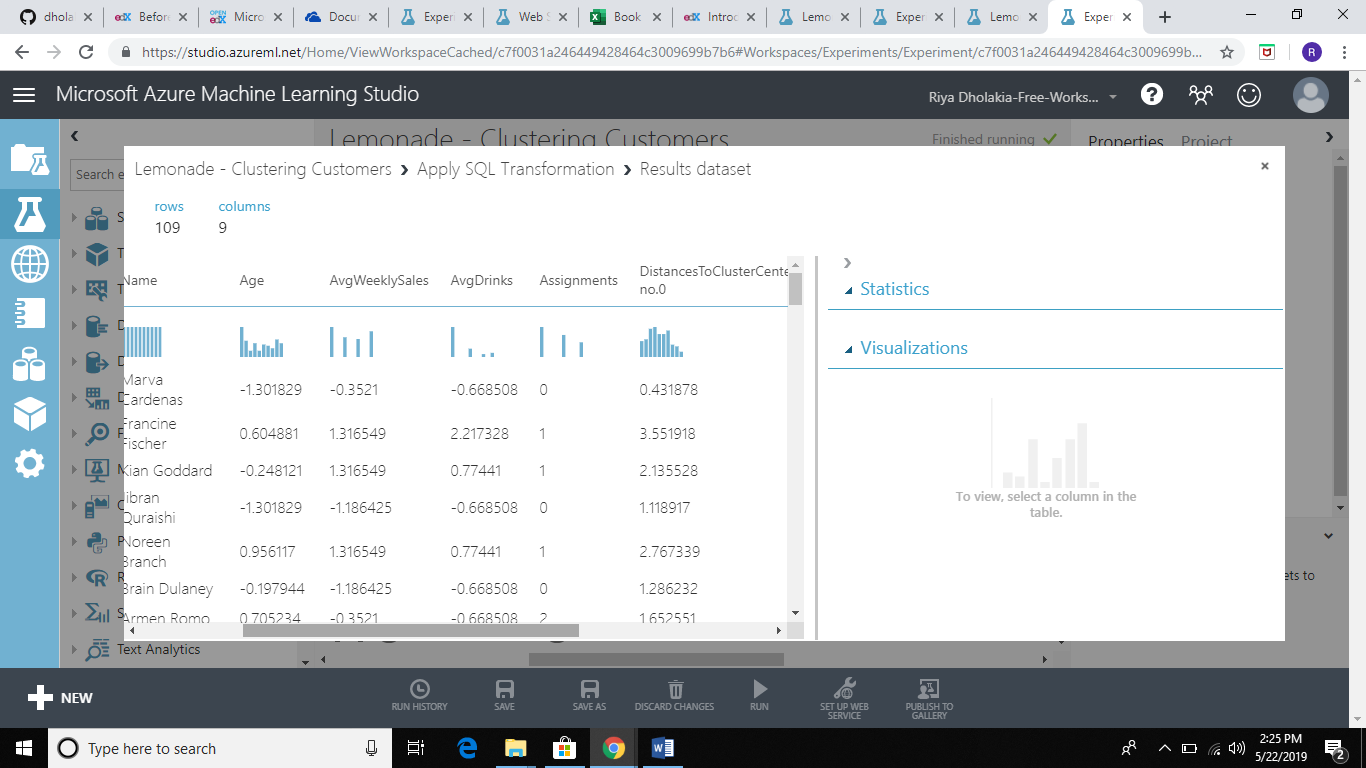 dhola
Before
Micro
Docu
Exper
Web S
Book
Introc
Lemo
Exper
Lemo
Exper
https://studio.azureml.net/Home/ViewWorkspaceCached/c7f0031a246449428464c3009699b7b6#Workspaces/Experiments/Experiment/c7f0031a246449428464c3009699b...
R
Microsoft Azure Machine Learning Studio
Riya Dholakia-Free-Works...
Lemonade - Clustering Customers
Finished running
Properties Project
Search e
Lemonade - Clustering Customers > Apply SQL Transformation > Results dataset
rows columns
109 9
Name Age AvgWeeklySales AvgDrinks Assignments DistancesToClusterCente
no.0
Marva Cardenas -1.301829 -0.3521 -0.668508 0 0.431878
Francine Fischer 0.604881 1.316549 2.217328 1 3.551918
Kian Goddard -0.248121 1.316549 0.77441 1 2.135528
Jibran Quraishi -1.301829 -1.186425 -0.668508 0 1.118917
Noreen Branch 0.956117 1.316549 0.77441 1 2.767339
Brain Dulaney -0.197944 -1.186425 -0.668508 0 1.286232
Armen Romo 0.705234 -0.3521 -0.668508 2 1.652551
Statistics
Visualizations
To view, select a column in the
table.
ets to
Text Analytics
NEW
RUN HISTORY
SAVE
SAVE AS
DISCARD CHANGES
RUN
SET UP WEB
SERVICE
PUBLISH TO
GALLERY
Type here to search
2:25 PM
5/22/2019
2